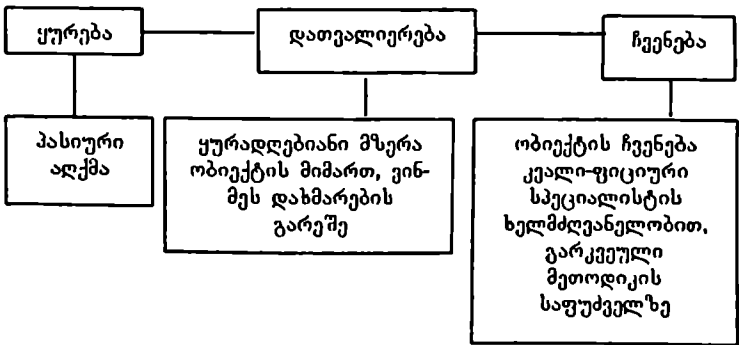 ყურება
დათვალიერება
ჩვენება
პასიური
აღქმა
ყურადღებიანი მზერა
ობიექტის მიმართ, ვინ-
მეს დახმარების
გარეშე
ობიექტის ჩვენება
კვალი-ფიციური
სპეციალისტის
ხელმძღვანელობით,
გარკვეული
მეთოდიკის
საფუძველზე